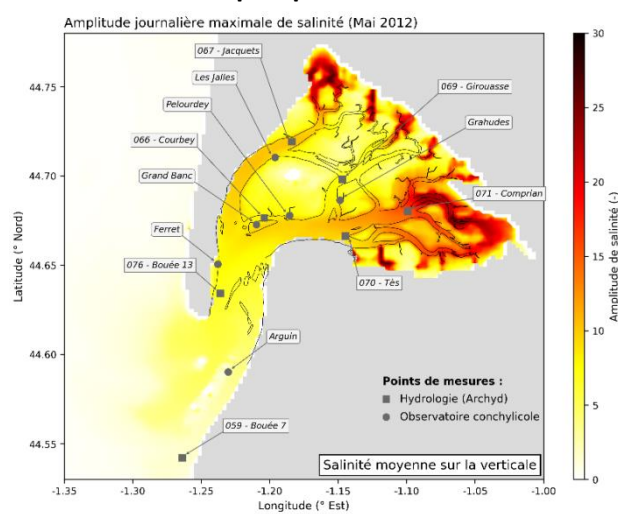 Amplitude journalière maximale de salinité (Mai 2012)
067 - Jacquets
Les Jalles
Pelourdey
069 - Girouasse
Grahudes
066 - Courbey
Grand Banc
071 - Comprian
Ferret
076 - Bouée 13
070 - Tès
Arguin
059 - Bouée 7
Points de mesures :
Hydrologie (Archyd)
Observatoire conchylicole
Salinité moyenne sur la verticale
44.75
44.70
44.65
44.60
44.55
Latitude (° Nord)
-1.35
-1.30
-1.25
-1.20
-1.15
-1.10
-1.05
-1.00
Longitude (° Est)
30
25
20
15
10
5
0
Amplitude de salinité (-)